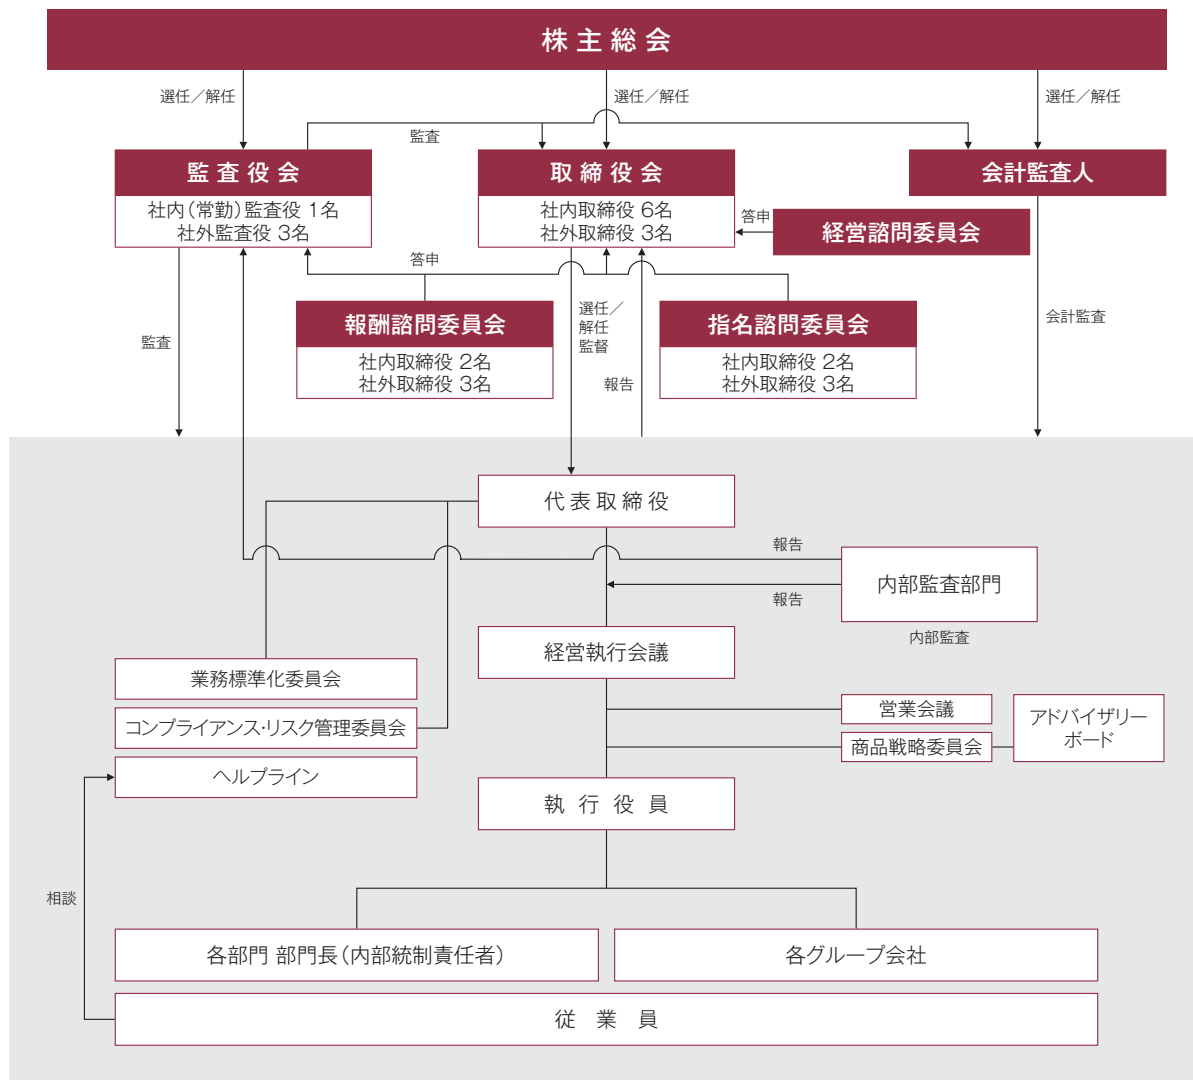 株主総会
選任／解任
選任／解任
選任／解任
監査
監査役会
社内（常勤）監査役 1名
社外監査役 3名
取締役会
社内取締役 6名
社外取締役 3名
会計監査人
答申
経営諮問委員会
答申
報酬諮問委員会
社内取締役 2名
社外取締役 3名
選任／
解任
監督
指名諮問委員会
社内取締役 2名
社外取締役 3名
監査
報告
会計監査
代表取締役
報告
内部監査部門
報告
内部監査
経営執行会議
業務標準化委員会
コンプライアンス・リスク管理委員会
ヘルプライン
営業会議
商品戦略委員会
アドバイザリー
ボード
執行役員
相談
各部門 部門長（内部統制責任者）
各グループ会社
従業員